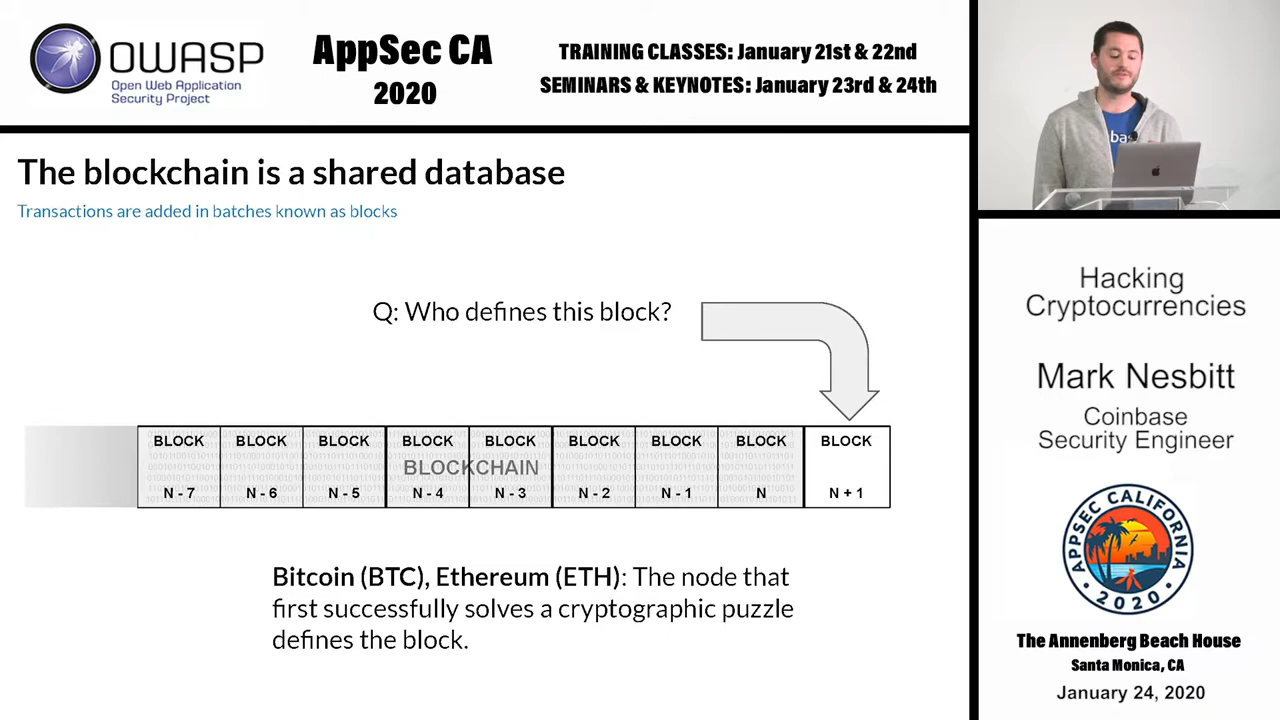 OWASP
Open Web Application
Security Project
AppSec CA
2020
TRAINING CLASSES: January 21st & 22nd
SEMINARS & KEYNOTES: January 23rd & 24th
The blockchain is a shared database
Transactions are added in batches known as blocks
Q: Who defines this block?
BLOCK BLOCK BLOCK BLOCK BLOCK BLOCK BLOCK BLOCK BLOCK
BLOCKCHAIN
N - 7 N - 6 N - 5 N - 4 N - 3 N - 2 N - 1 N N + 1
Bitcoin (BTC), Ethereum (ETH): The node that
first successfully solves a cryptographic puzzle
defines the block.
bas
Hacking
Cryptocurrencies
Mark Nesbitt
Coinbase
Security Engineer
APPSEC CALIFORNIA
2020
The Annenberg Beach House
Santa Monica, CA
January 24, 2020